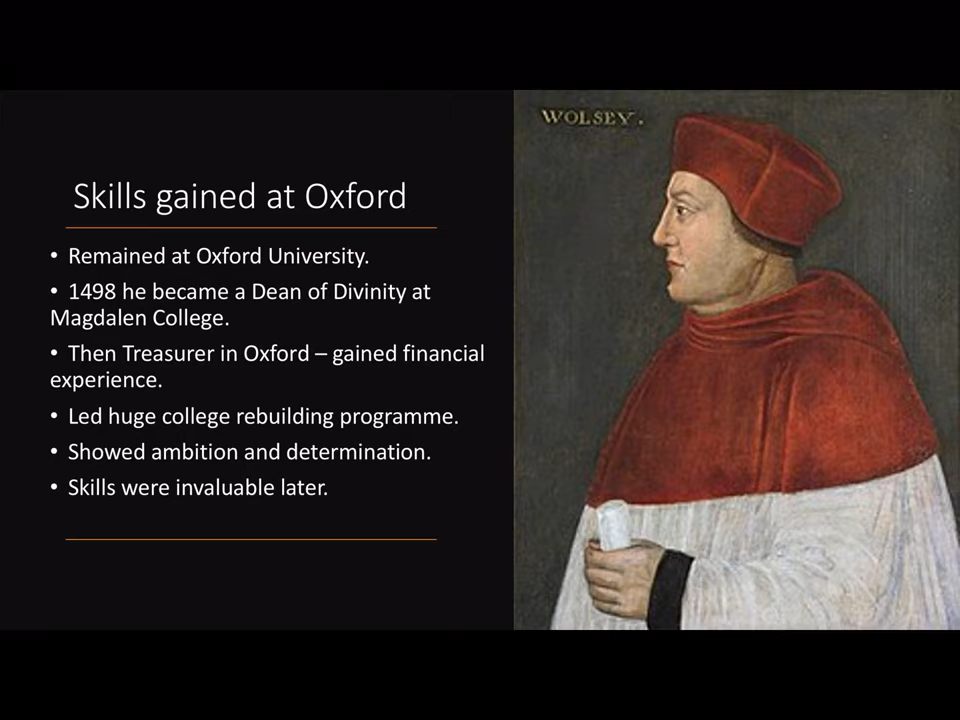 Skills gained at Oxford
• Remained at Oxford University.
• 1498 he became a Dean of Divinity at
Magdalen College.
• Then Treasurer in Oxford – gained financial
experience.
• Led huge college rebuilding programme.
• Showed ambition and determination.
• Skills were invaluable later.
WOLSEY.